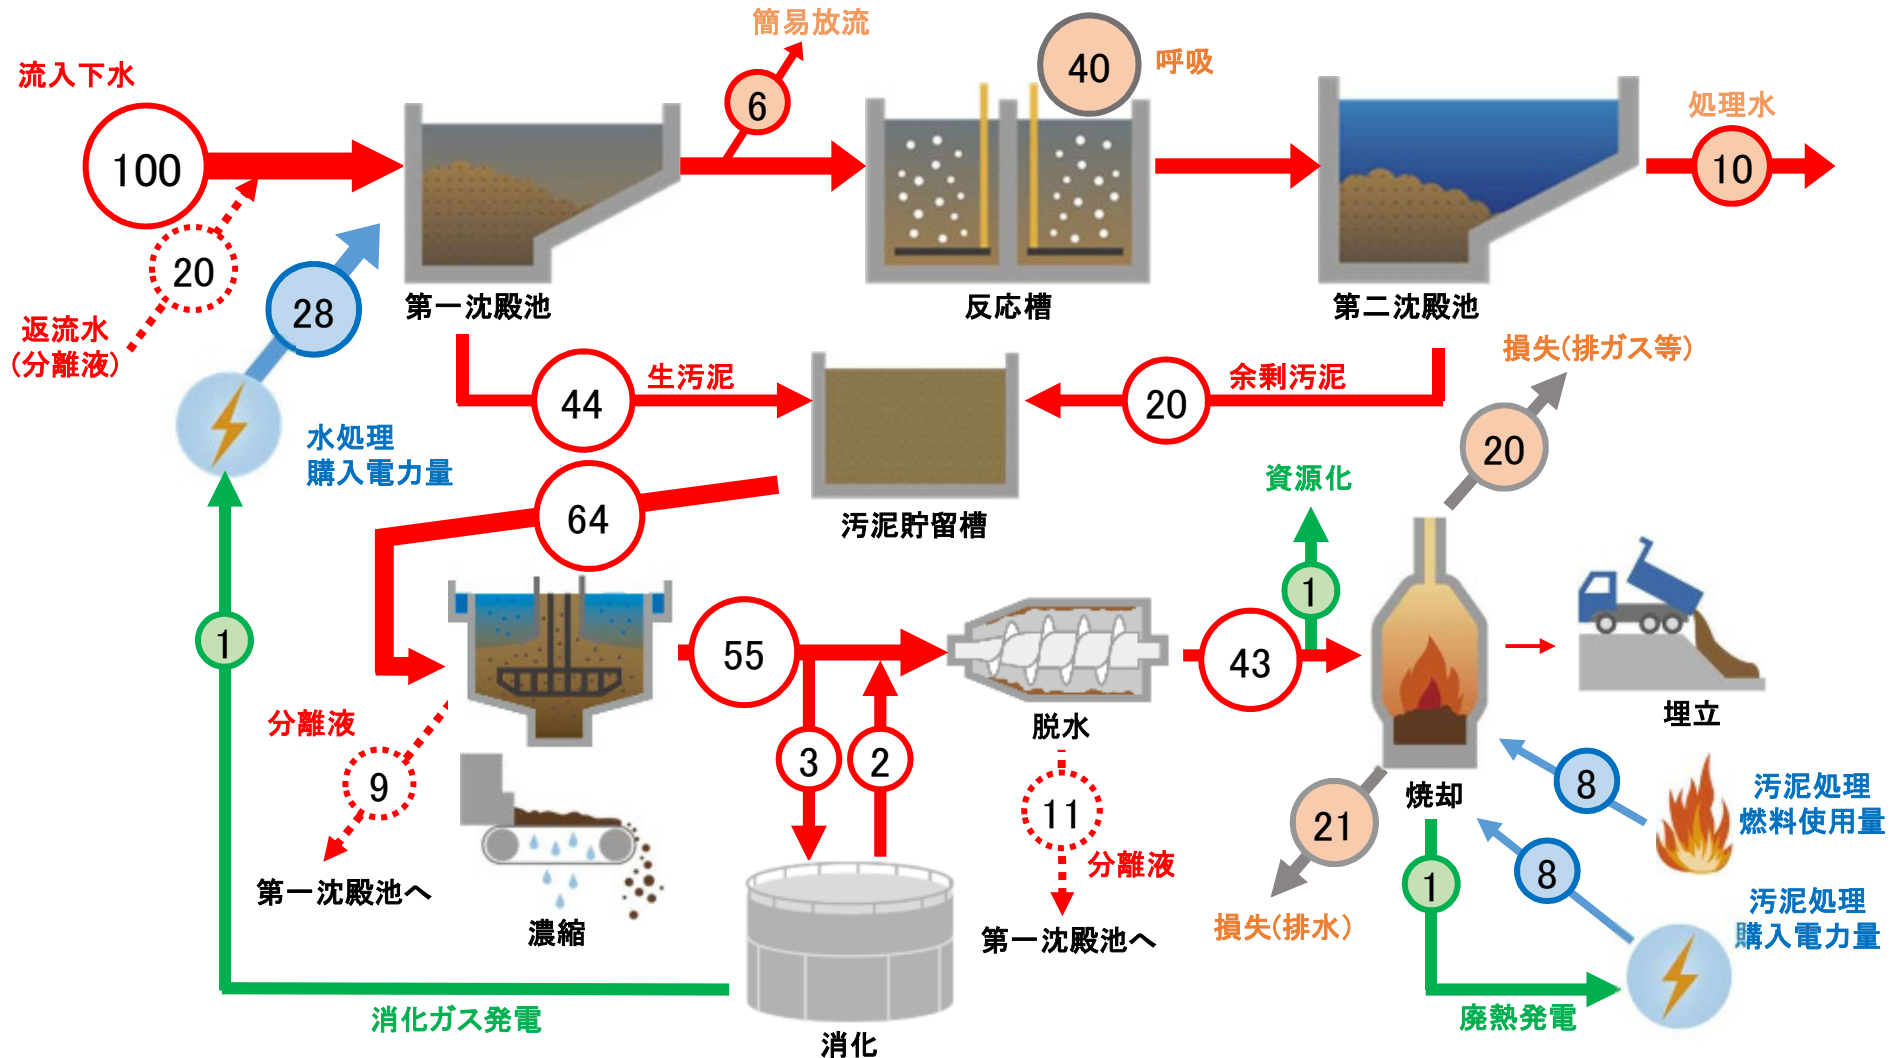 簡易放流
流入下水
100
6
40
呼吸
処理水
10
20
返流水
(分離液)
28
第一沈殿池
反応槽
第二沈殿池
水処理
購入電力量
44
生汚泥
20
余剰汚泥
損失(排ガス等)
20
64
汚泥貯留槽
資源化
1
1
55
43
3
2
脱水
埋立
分離液
9
第一沈殿池へ
濃縮
11
分離液
第一沈殿池へ
焼却
21
損失(排水)
8
汚泥処理
燃料使用量
8
汚泥処理
購入電力量
1
消化ガス発電
消化
廃熱発電